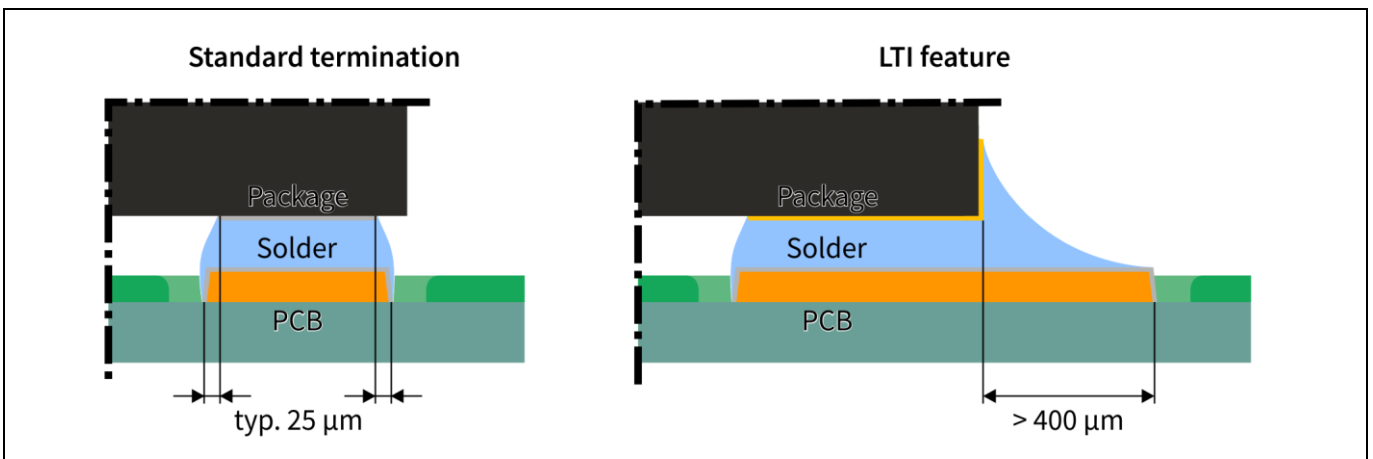 Standard termination
LTI feature
Package
Package
Solder
Solder
PCB
PCB
typ. 25 µm
> 400 µm